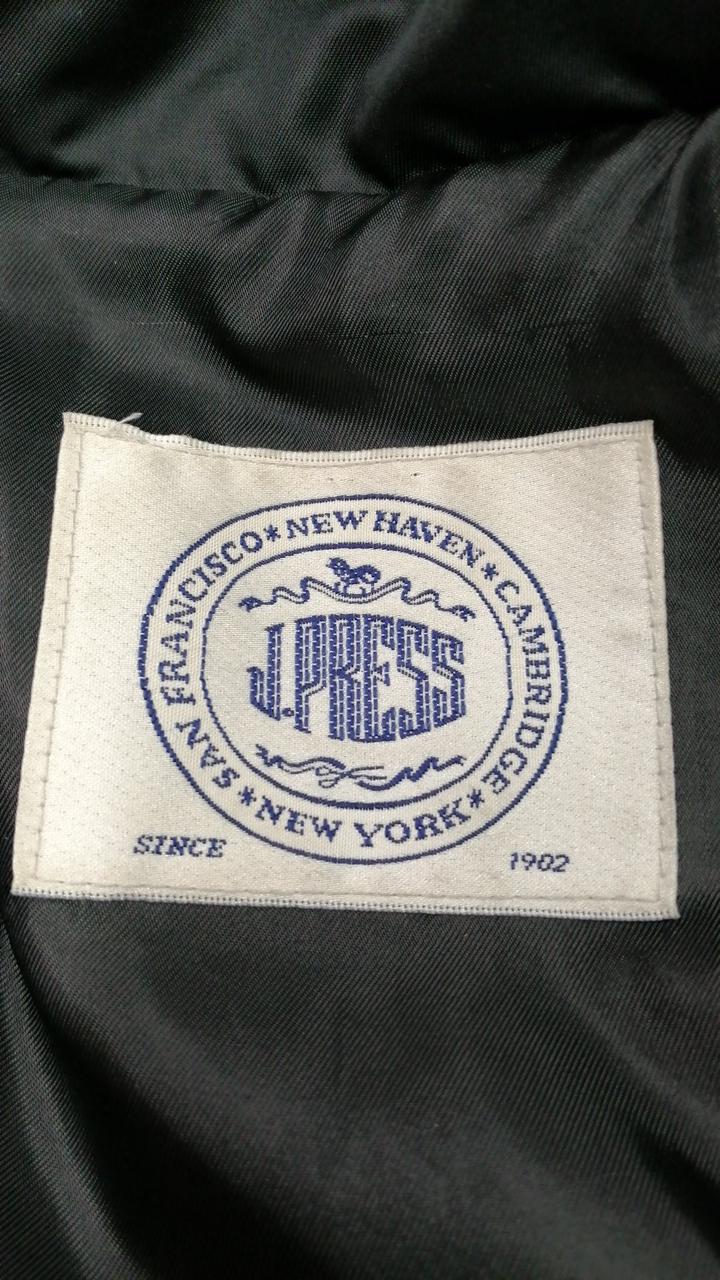 SAN FRANCISCO * NEW HAVEN * CAMBRIDGE * NEW YORK *
J.PRESS
SINCE 1902